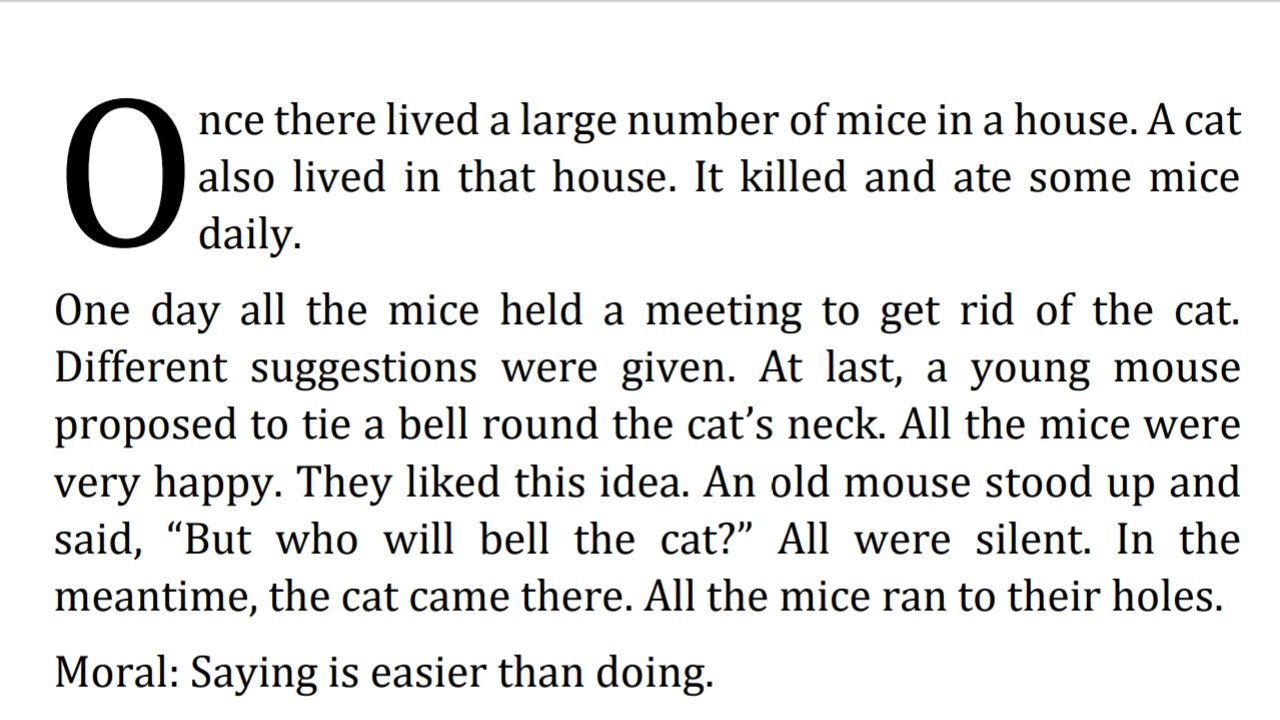 Once there lived a large number of mice in a house. A cat
also lived in that house. It killed and ate some mice
daily.
One day all the mice held a meeting to get rid of the cat.
Different suggestions were given. At last, a young mouse
proposed to tie a bell round the cat’s neck. All the mice were
very happy. They liked this idea. An old mouse stood up and
said, “But who will bell the cat?” All were silent. In the
meantime, the cat came there. All the mice ran to their holes.
Moral: Saying is easier than doing.